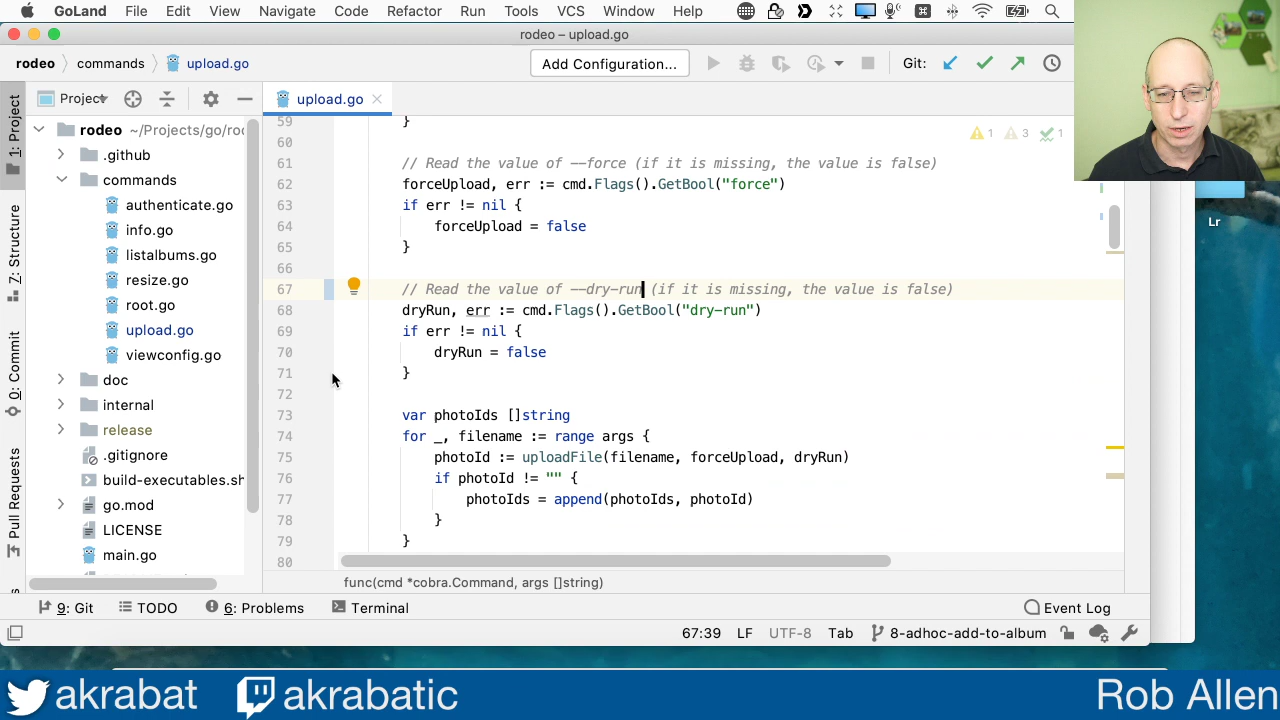 GoLand File Edit View Navigate Code Refactor Run Tools VCS Window Help
rodeo – upload.go
rodeo commands upload.go Add Configuration... Git:
Project upload.go
1: Project
Z: Structure
0: Commit
Pull Requests
rodeo ~/Projects/go/roc
.github
commands
authenticate.go
info.go
listalbums.go
resize.go
root.go
upload.go
viewconfig.go
doc
internal
release
.gitignore
build-executables.sh
go.mod
LICENSE
main.go
59 }
60
61 // Read the value of --force (if it is missing, the value is false)
62 forceUpload, err := cmd.Flags().GetBool("force")
63 if err != nil {
64 forceUpload = false
65 }
66
67 // Read the value of --dry-run (if it is missing, the value is false)
68 dryRun, err := cmd.Flags().GetBool("dry-run")
69 if err != nil {
70 dryRun = false
71 }
72
73 var photoIds []string
74 for _, filename := range args {
75 photoId := uploadFile(filename, forceUpload, dryRun)
76 if photoId != "" {
77 photoIds = append(photoIds, photoId)
78 }
79 }
80
1 3 1
Lr
func(cmd *cobra.Command, args []string)
9: Git TODO 6: Problems Terminal Event Log
67:39 LF UTF-8 Tab 8-adhoc-add-to-album
akrabat akrabatic Rob Allen